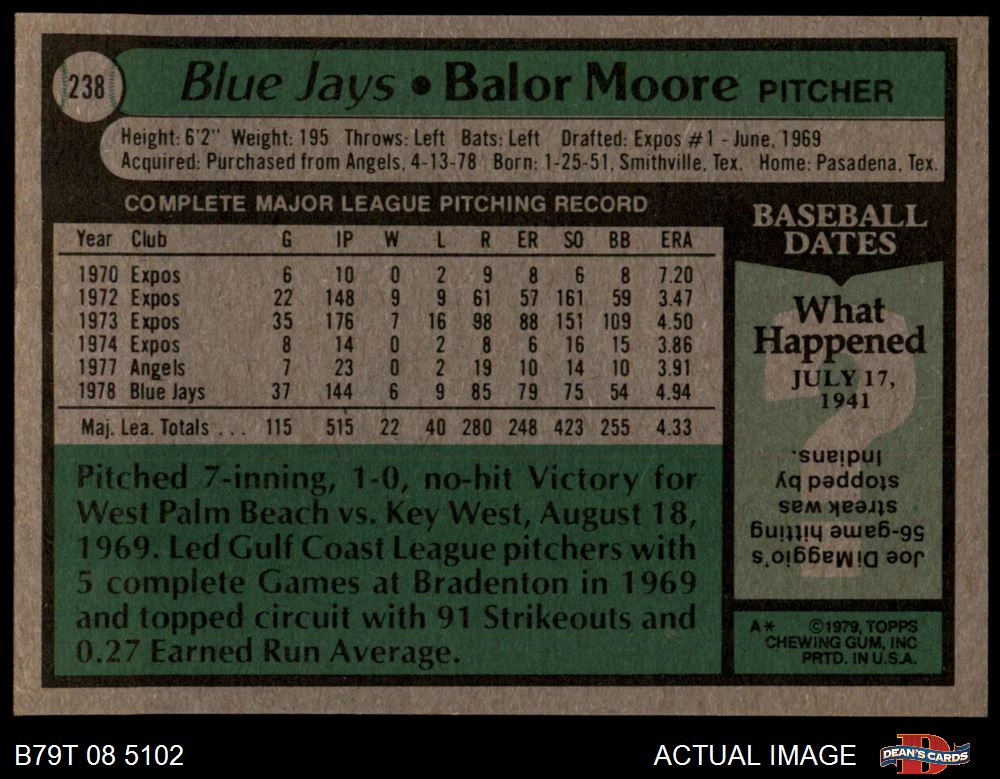 238
Blue Jays • Balor Moore PITCHER
Height: 6'2" Weight: 195 Throws: Left Bats: Left Drafted: Expos #1 - June, 1969
Acquired: Purchased from Angels, 4-13-78 Born: 1-25-51, Smithville, Tex. Home: Pasadena, Tex.
COMPLETE MAJOR LEAGUE PITCHING RECORD
Year Club G IP W L R ER SO BB ERA
1970 Expos 6 10 0 2 9 8 6 8 7.20
1972 Expos 22 148 9 9 61 57 161 59 3.47
1973 Expos 35 176 7 16 98 88 151 109 4.50
1974 Expos 8 14 0 2 8 6 16 15 3.86
1977 Angels 7 23 0 2 19 10 14 10 3.91
1978 Blue Jays 37 144 6 9 85 79 75 54 4.94
Maj. Lea. Totals ... 115 515 22 40 280 248 423 255 4.33
Pitched 7-inning, 1-0, no-hit Victory for
West Palm Beach vs. Key West, August 18,
1969. Led Gulf Coast League pitchers with
5 complete Games at Bradenton in 1969
and topped circuit with 91 Strikeouts and
0.27 Earned Run Average.
BASEBALL
DATES
What
Happened
JULY 17,
1941
?
Joe DiMaggio's
56-game hitting
streak was
stopped by
Indians.
A* ©1979, TOPPS
CHEWING GUM, INC
PRTD. IN U.S.A.
B79T 08 5102
ACTUAL IMAGE
D
DEAN'S CARDS